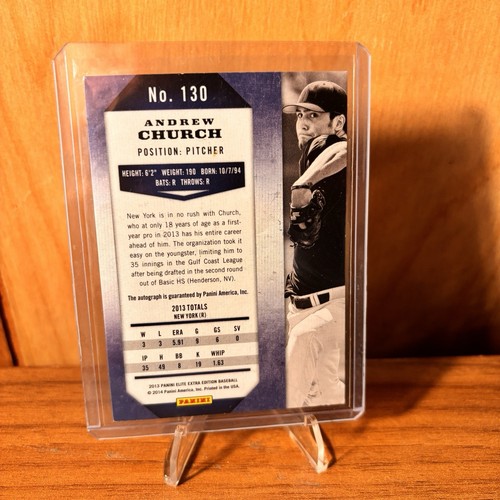 No. 130
ANDREW
CHURCH
POSITION: PITCHER
HEIGHT: 6'2" WEIGHT: 190 BORN: 10/7/94
BATS: R THROWS: R
New York is in no rush with Church,
who at only 18 years of age as a first-
year pro in 2013 has his entire career
ahead of him. The organization took it
easy on the youngster, limiting him to
35 innings in the Gulf Coast League
after being drafted in the second round
out of Basic HS (Henderson, NV).
The autograph is guaranteed by Panini America, Inc.
2013 TOTALS
NEW YORK (R)
W L ERA G GS SV
3 3 5.91 9 6 0
IP H BB K WHIP
35 49 8 19 1.63
2013 PANINI ELITE EXTRA EDITION BASEBALL
© 2014 Panini America, Inc. Printed in the USA.
PANINI